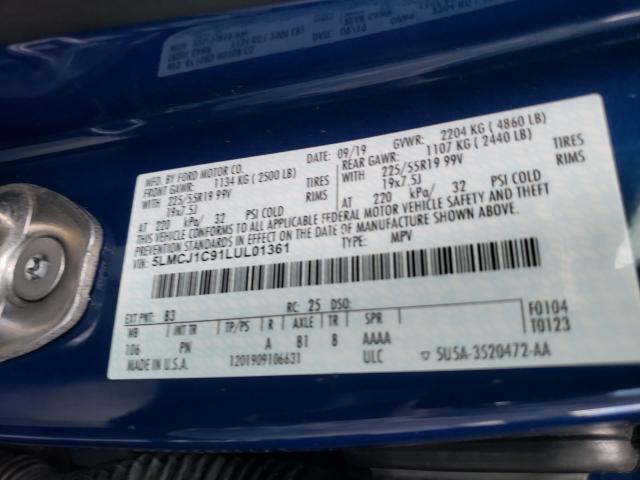 MFD. BY FORD MOTOR CO.
DATE: 09/19 GVWR: 2204 KG ( 4860 LB)
FRONT GAWR: 1134 KG ( 2500 LB) REAR GAWR: 1107 KG ( 2440 LB)
WITH 225/55R19 99V TIRES WITH 225/55R19 99V TIRES
19x7.5J RIMS 19x7.5J RIMS
AT 220 kPa/ 32 PSI COLD AT 220 kPa/ 32 PSI COLD
CONFORMS TO ALL APPLICABLE FEDERAL MOTOR VEHICLE SAFETY AND THEFT
PREVENTION STANDARDS IN EFFECT ON THE DATE OF MANUFACTURE SHOWN ABOVE.
5LMCJ1C91LUL01361 TYPE: MPV
EXT PNT: B3 RC: 25 DSO:
WB INT TR TP/PS R AXLE TR SPR F0104
106 PN A 81 8 AAAA T0123
MADE IN U.S.A. 1201909106631 ULC 5U5A-3520472-AA